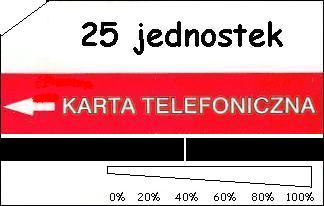 25 jednostek
KARTA TELEFONICZNA
0% 20% 40% 60% 80% 100%